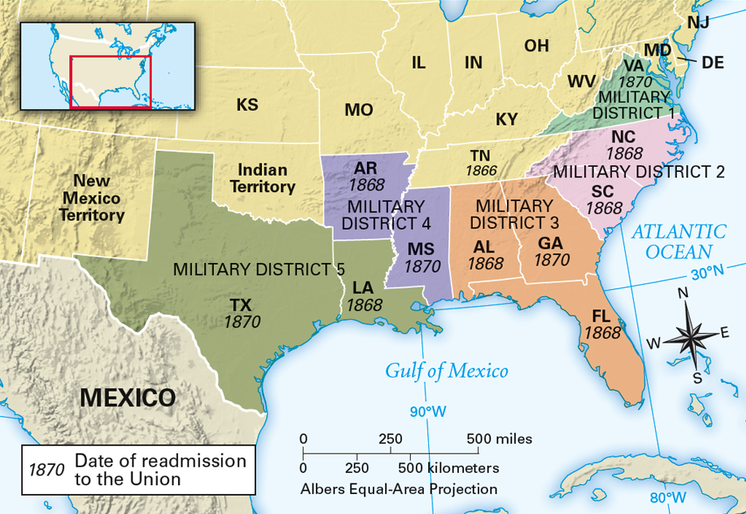 NJ
OH
IL
IN
MD
DE
WV
VA
1870
MILITARY
DISTRICT 1
KS
MO
KY
NC
1868
MILITARY DISTRICT 2
SC
1868
TN
1866
AR
1868
MILITARY
DISTRICT 4
MS
1870
MILITARY
DISTRICT 3
AL
1868
GA
1870
FL
1868
Indian
Territory
New
Mexico
Territory
MILITARY DISTRICT 5
TX
1870
LA
1868
ATLANTIC
OCEAN
30°N
N
W
E
S
Gulf of Mexico
90°W
80°W
MEXICO
0 250 500 miles
0 250 500 kilometers
Albers Equal-Area Projection
1870 Date of readmission
to the Union